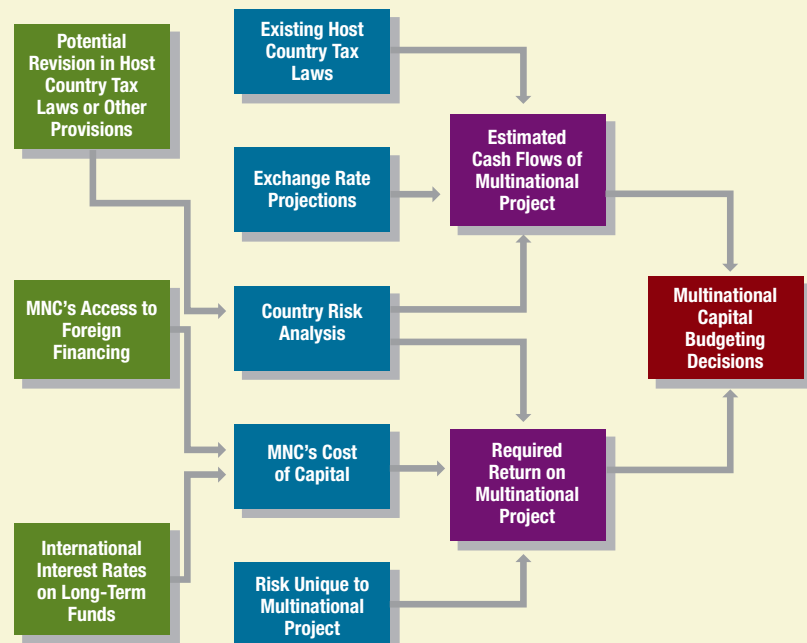 Potential
Revision in Host
Country Tax
Laws or Other
Provisions
Existing Host
Country Tax
Laws
Exchange Rate
Projections
Estimated
Cash Flows of
Multinational
Project
MNC's Access to
Foreign
Financing
Country Risk
Analysis
Multinational
Capital
Budgeting
Decisions
MNC's Cost
of Capital
Required
Return on
Multinational
Project
International
Interest Rates
on Long-Term
Funds
Risk Unique to
Multinational
Project